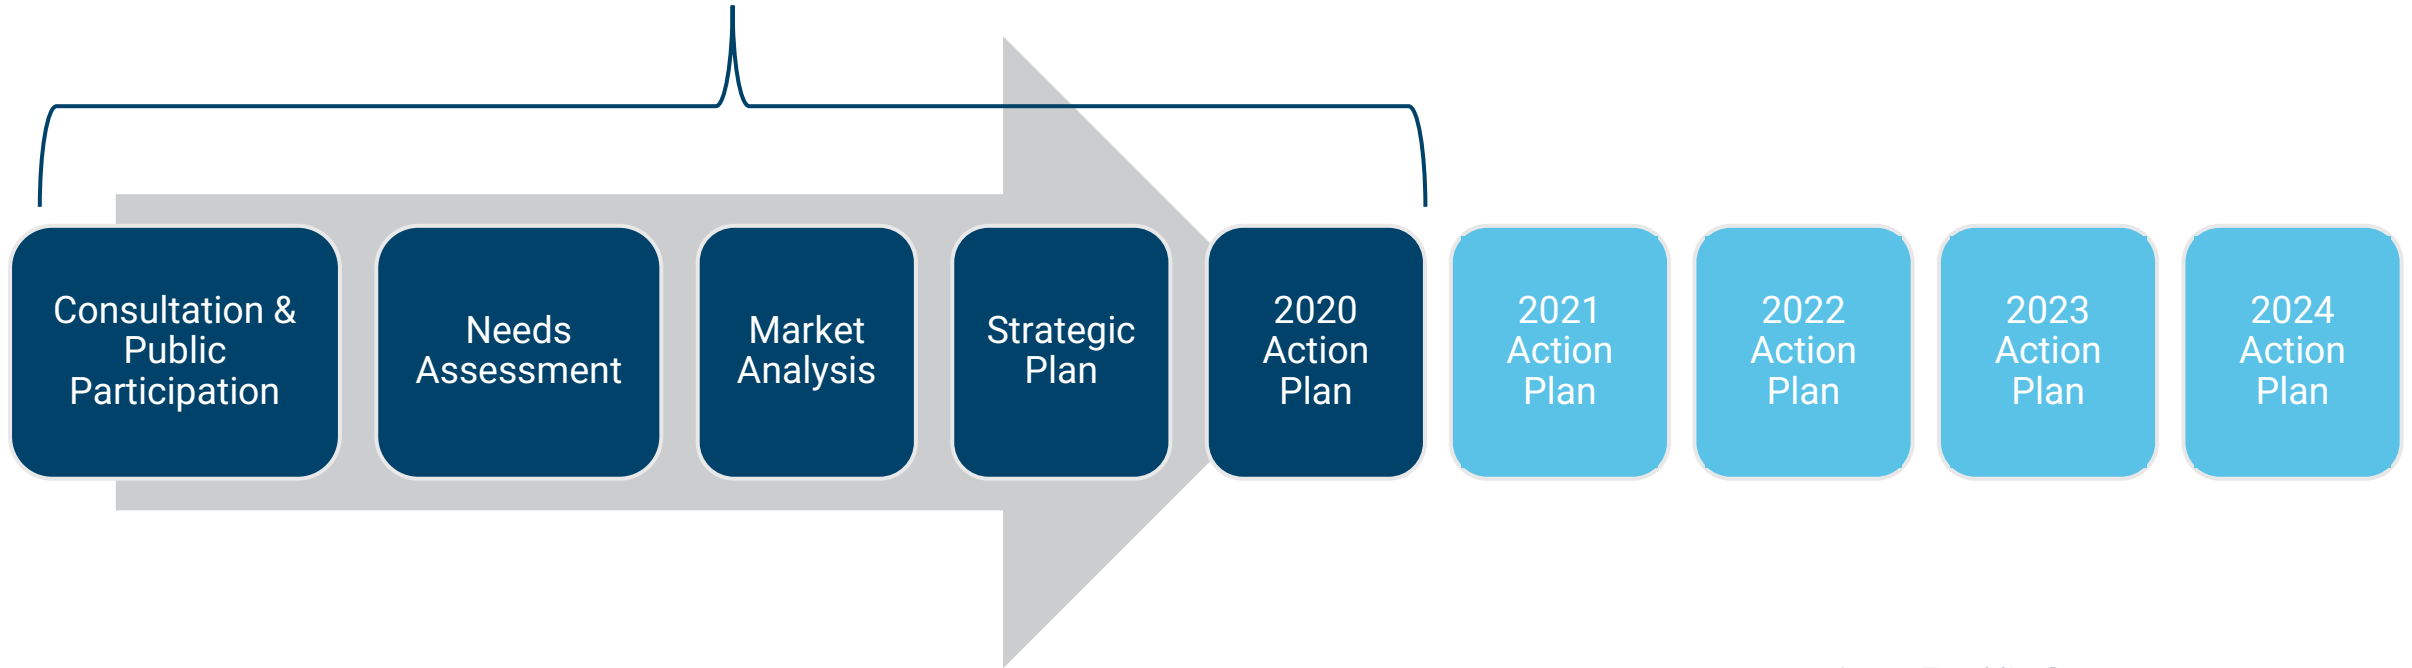 Consultation &
Public
Participation
Needs
Assessment
Market
Analysis
Strategic
Plan
2020
Action
Plan
2021
Action
Plan
2022
Action
Plan
2023
Action
Plan
2024
Action
Plan